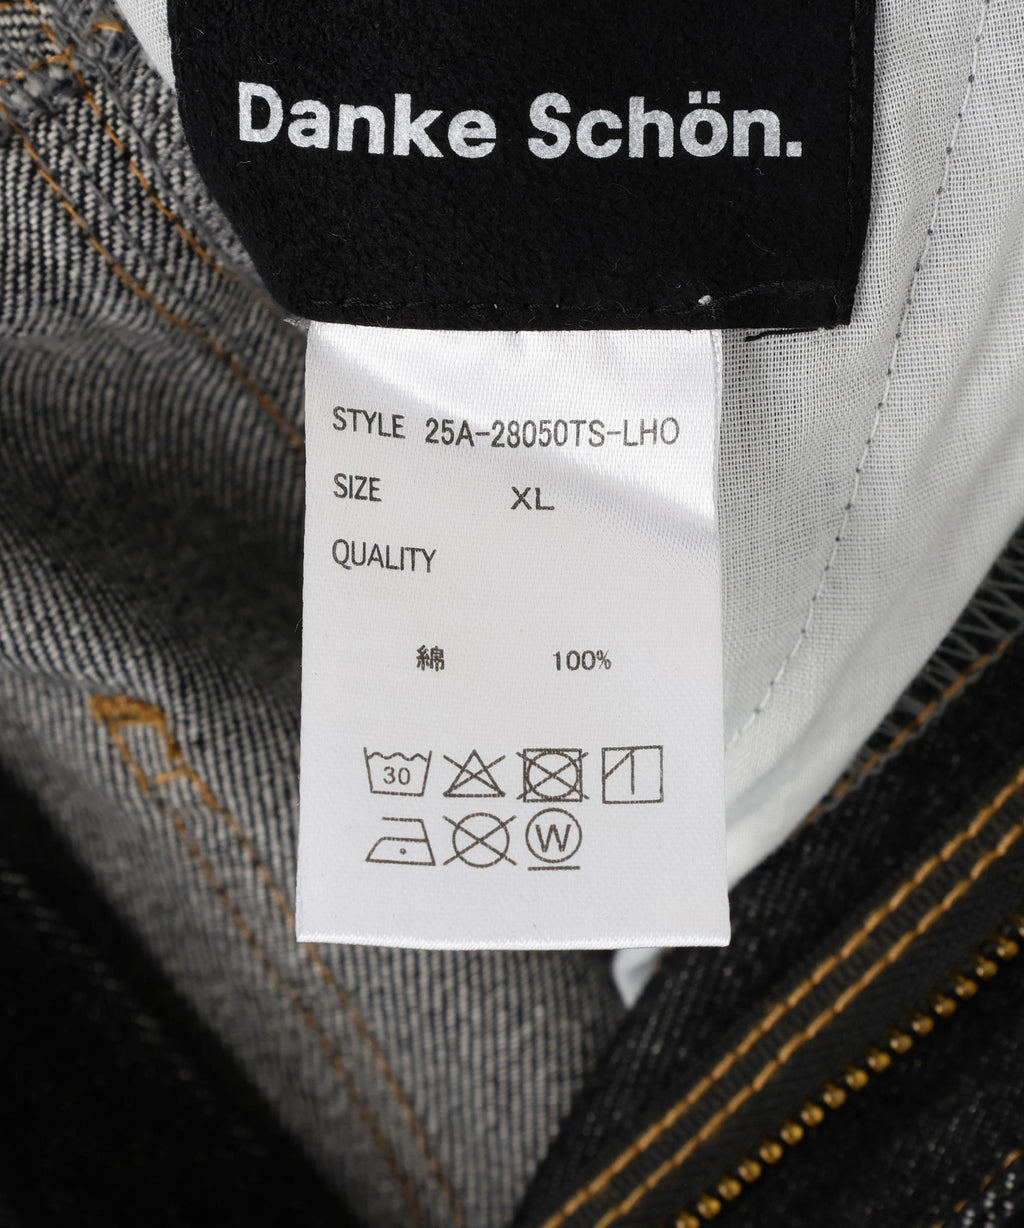 Danke Schön.
STYLE 25A-28050TS-LHO
SIZE XL
QUALITY
綿 100%
30
W